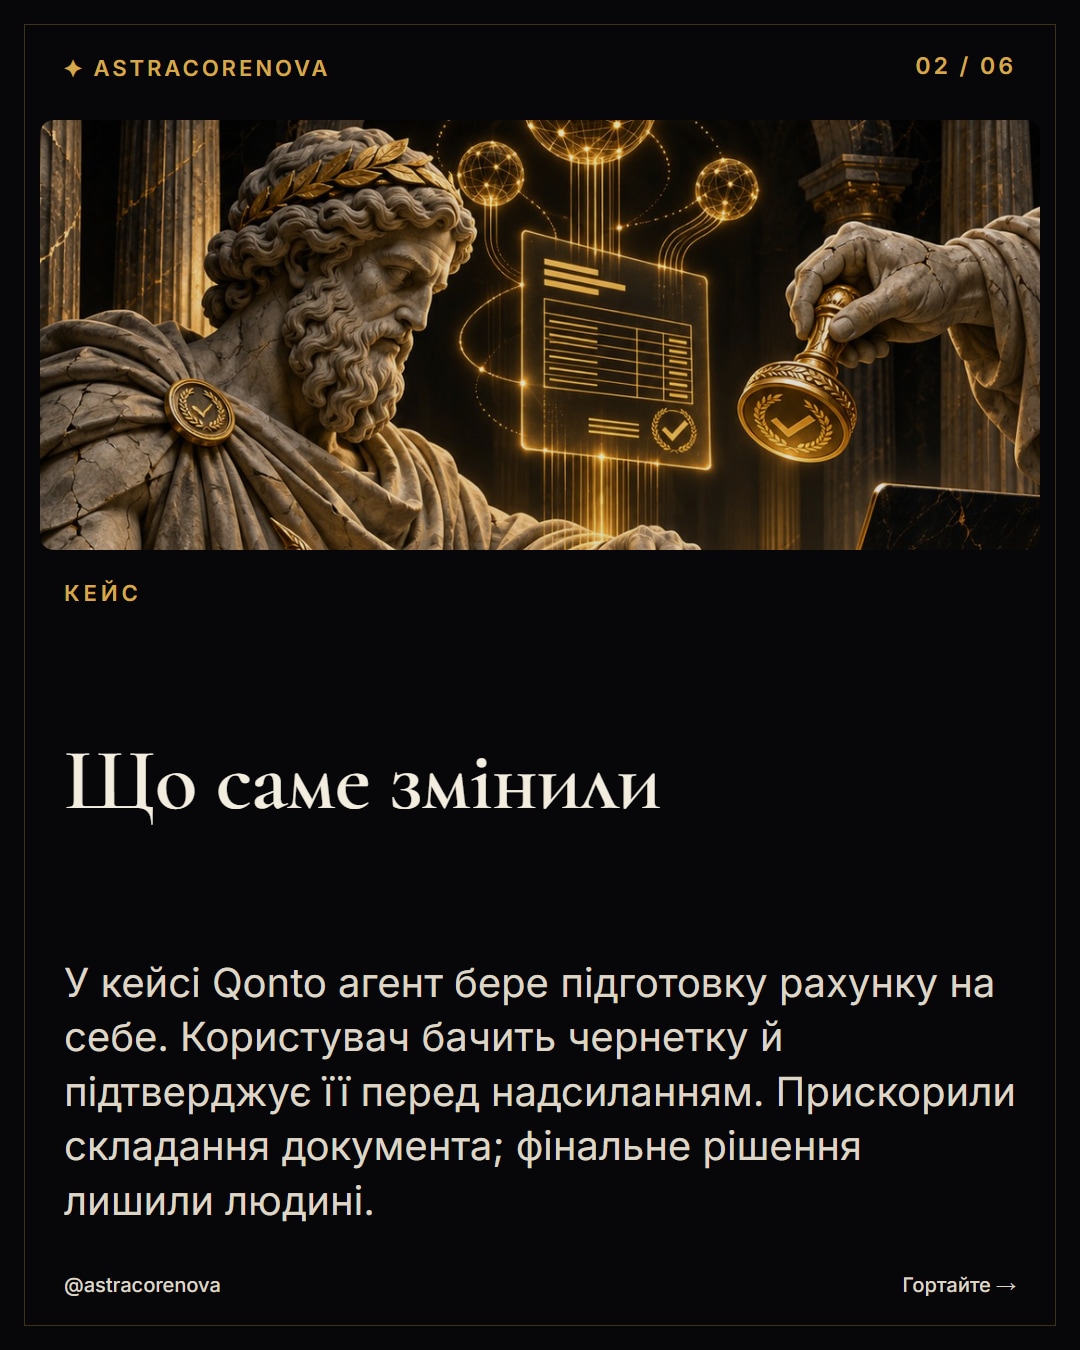 ✦ ASTRACORENOVA
02 / 06
КЕЙС
Що саме змінили
У кейсі Qonto агент бере підготовку рахунку на
себе. Користувач бачить чернетку й
підтверджує її перед надсиланням. Прискорили
складання документа; фінальне рішення
лишили людині.
@astracorenova
Гортайте →